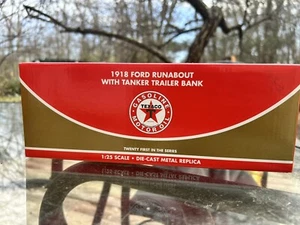 1918 FORD RUNABOUT
WITH TANKER TRAILER BANK
GASOLINE
TEXACO
MOTOR OIL
TWENTY FIRST IN THE SERIES
1/25 SCALE • DIE-CAST METAL REPLICA